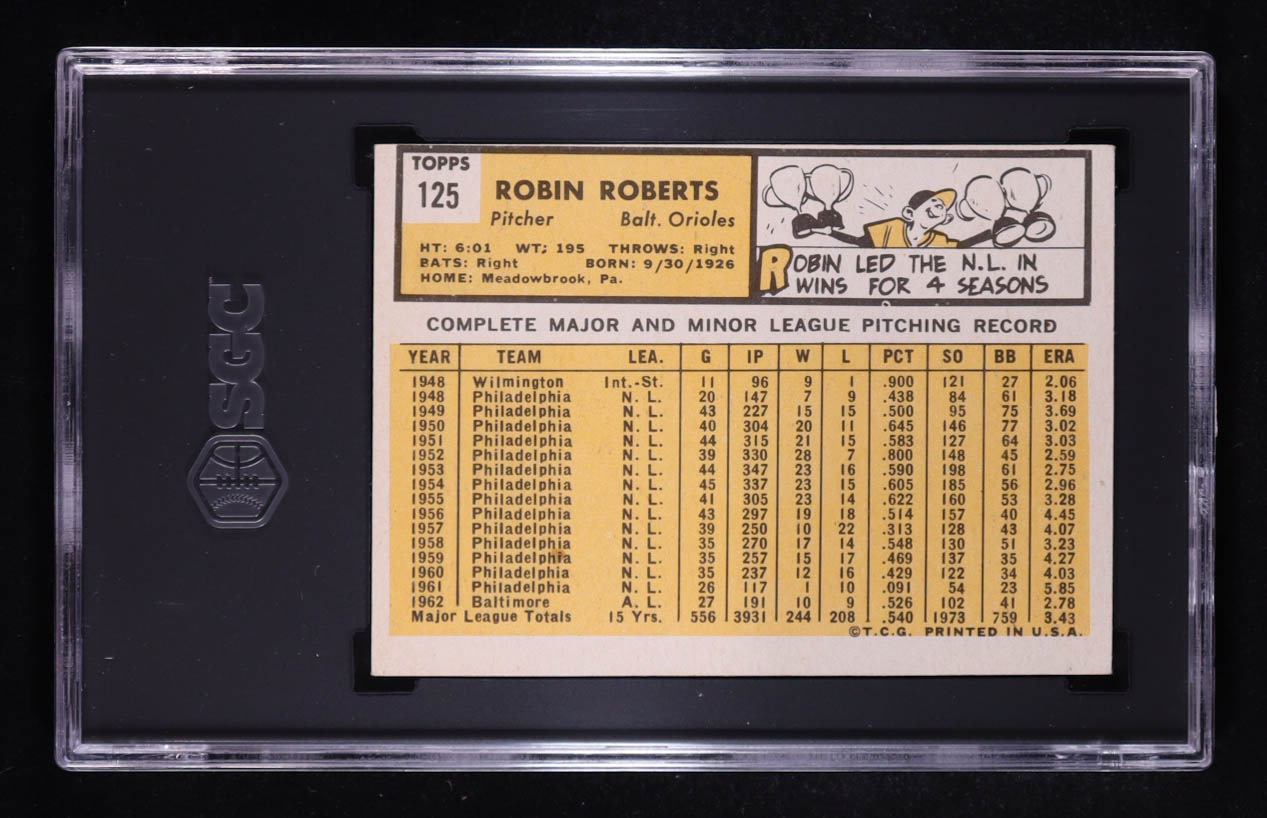 SGC
TOPPS
125
ROBIN ROBERTS
Pitcher Balt. Orioles
HT: 6:01 WT; 195 THROWS: Right
BATS: Right BORN: 9/30/1926
HOME: Meadowbrook, Pa.
ROBIN LED THE N.L. IN
WINS FOR 4 SEASONS
COMPLETE MAJOR AND MINOR LEAGUE PITCHING RECORD
YEAR TEAM LEA. G IP W L PCT SO BB ERA
1948 Wilmington Int.-St. 11 96 9 1 .900 121 27 2.06
1948 Philadelphia N. L. 20 147 7 9 .438 84 61 3.18
1949 Philadelphia N. L. 43 227 15 15 .500 95 75 3.69
1950 Philadelphia N. L. 40 304 20 11 .645 146 77 3.02
1951 Philadelphia N. L. 44 315 21 15 .583 127 64 3.03
1952 Philadelphia N. L. 39 330 28 7 .800 148 45 2.59
1953 Philadelphia N. L. 44 347 23 16 .590 198 61 2.75
1954 Philadelphia N. L. 45 337 23 15 .605 185 56 2.96
1955 Philadelphia N. L. 41 305 23 14 .622 160 53 3.28
1956 Philadelphia N. L. 43 297 19 18 .514 157 40 4.45
1957 Philadelphia N. L. 39 250 10 22 .313 128 43 4.07
1958 Philadelphia N. L. 35 270 17 14 .548 130 51 3.23
1959 Philadelphia N. L. 35 257 15 17 .469 137 35 4.27
1960 Philadelphia N. L. 35 237 12 16 .429 122 34 4.03
1961 Philadelphia N. L. 26 117 1 10 .091 54 23 5.85
1962 Baltimore A. L. 27 191 10 9 .526 102 41 2.78
Major League Totals 15 Yrs. 556 3931 244 208 .540 1973 759 3.43
©T.C.G. PRINTED IN U.S.A.